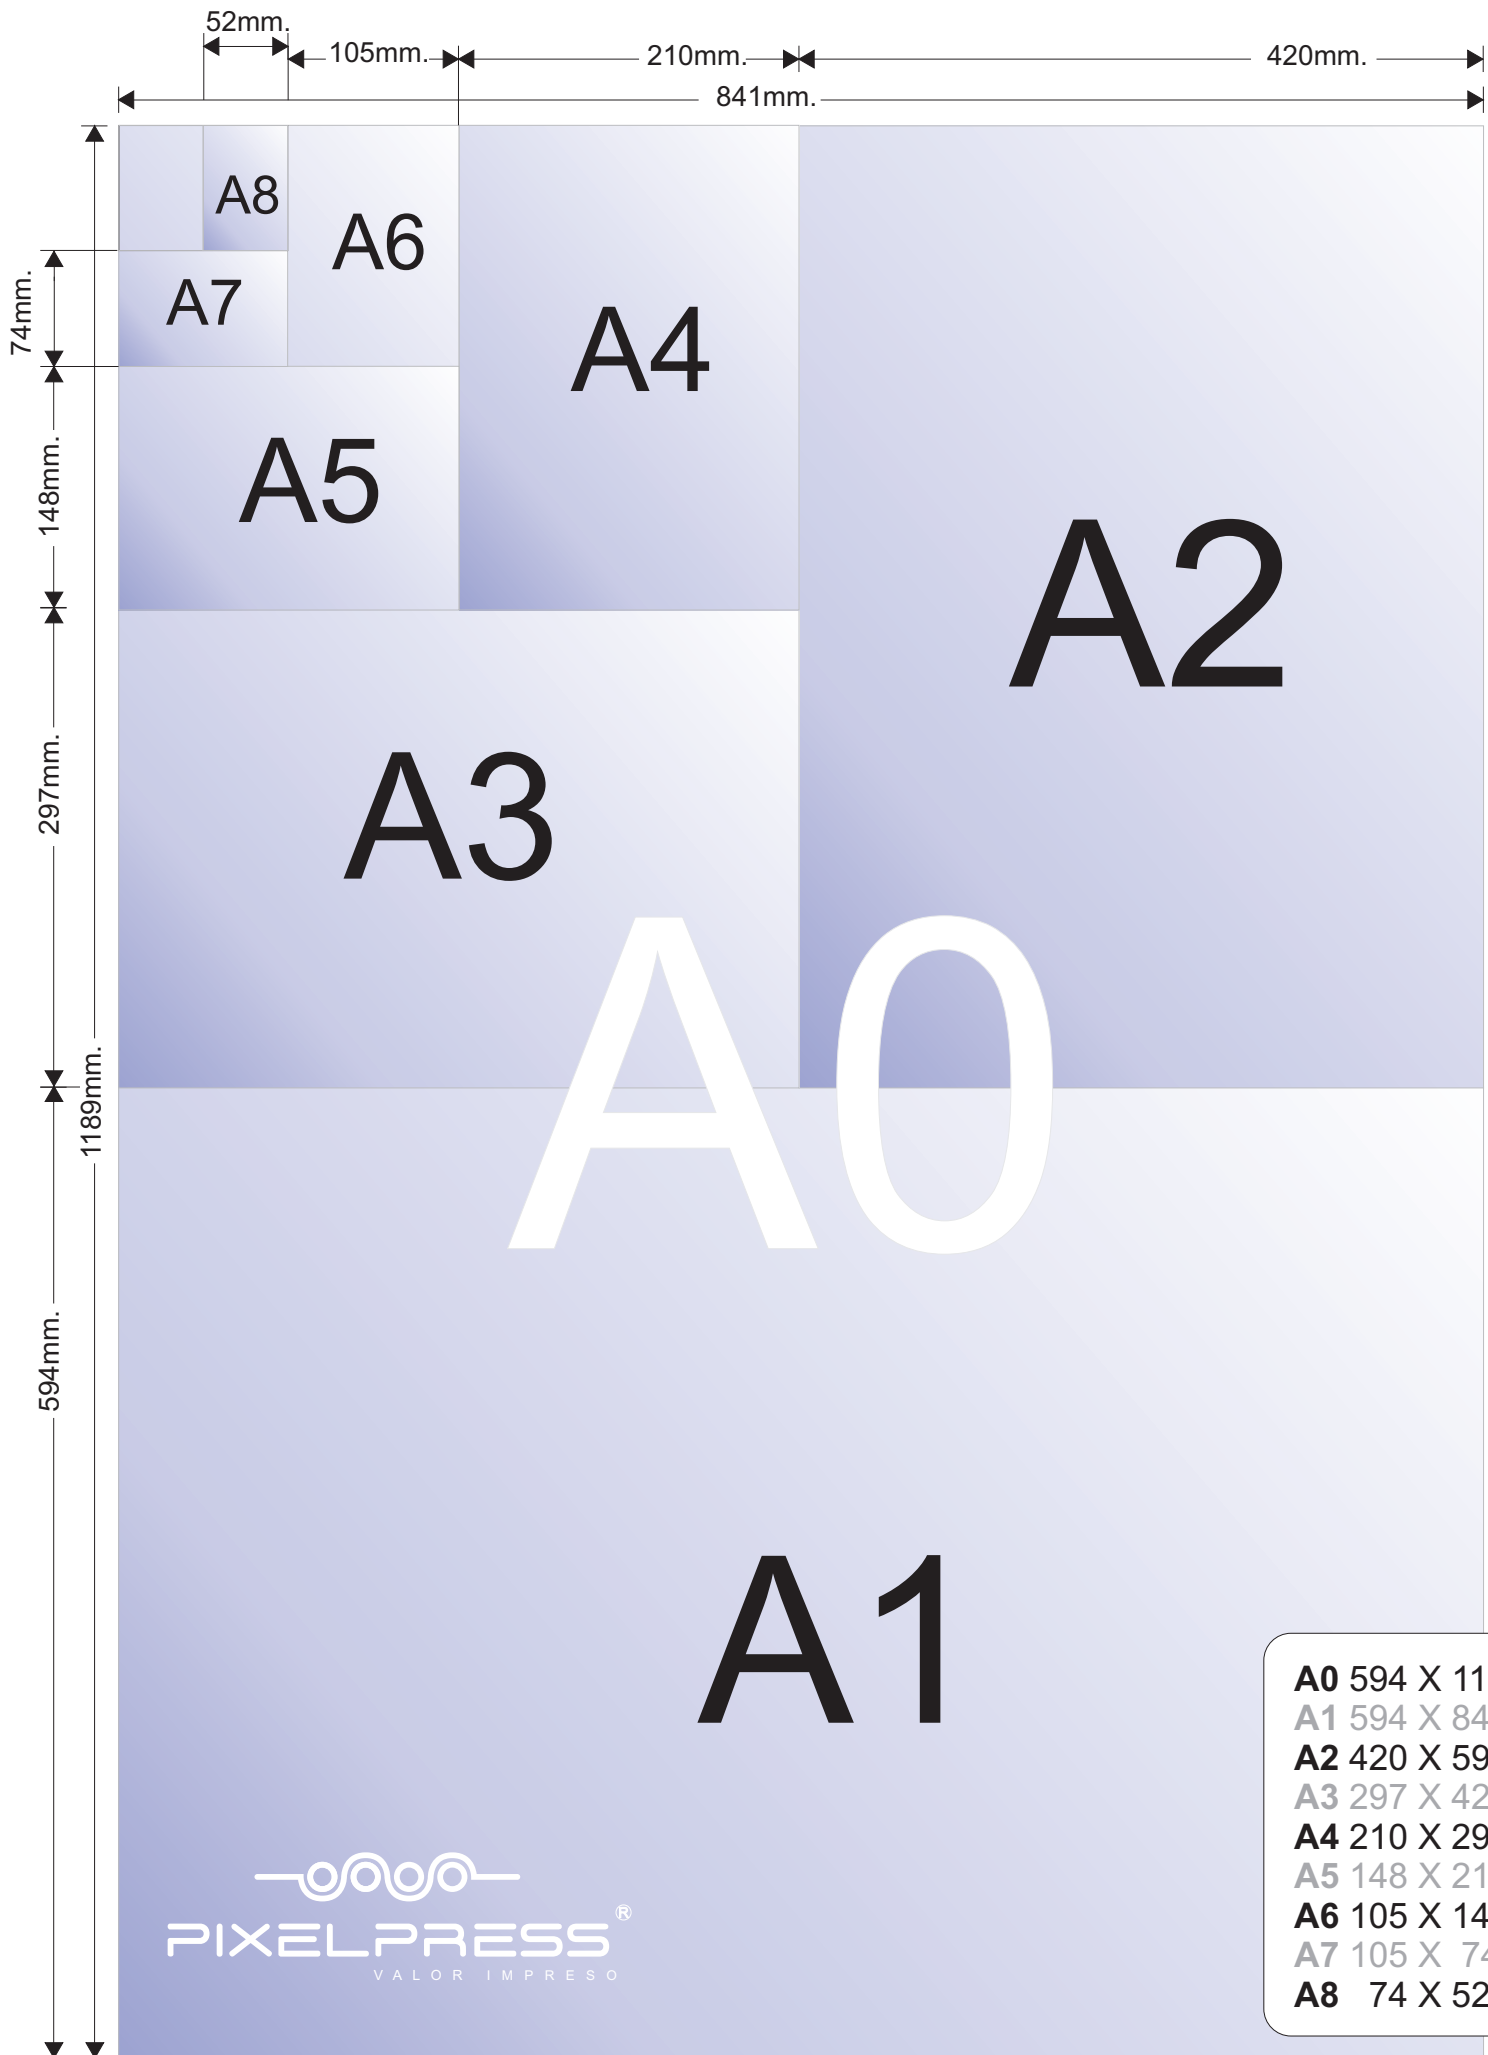 52mm.
105mm.
210mm.
420mm.
841mm.
A8
A6
A7
A4
74mm.
A5
148mm.
A2
A3
297mm.
A0
1189mm.
594mm.
A1
A0 594 X 11
A1 594 X 84
A2 420 X 59
A3 297 X 42
A4 210 X 29
A5 148 X 21
A6 105 X 14
A7 105 X 74
A8 74 X 52
PIXELPRESS®
VALOR IMPRESO